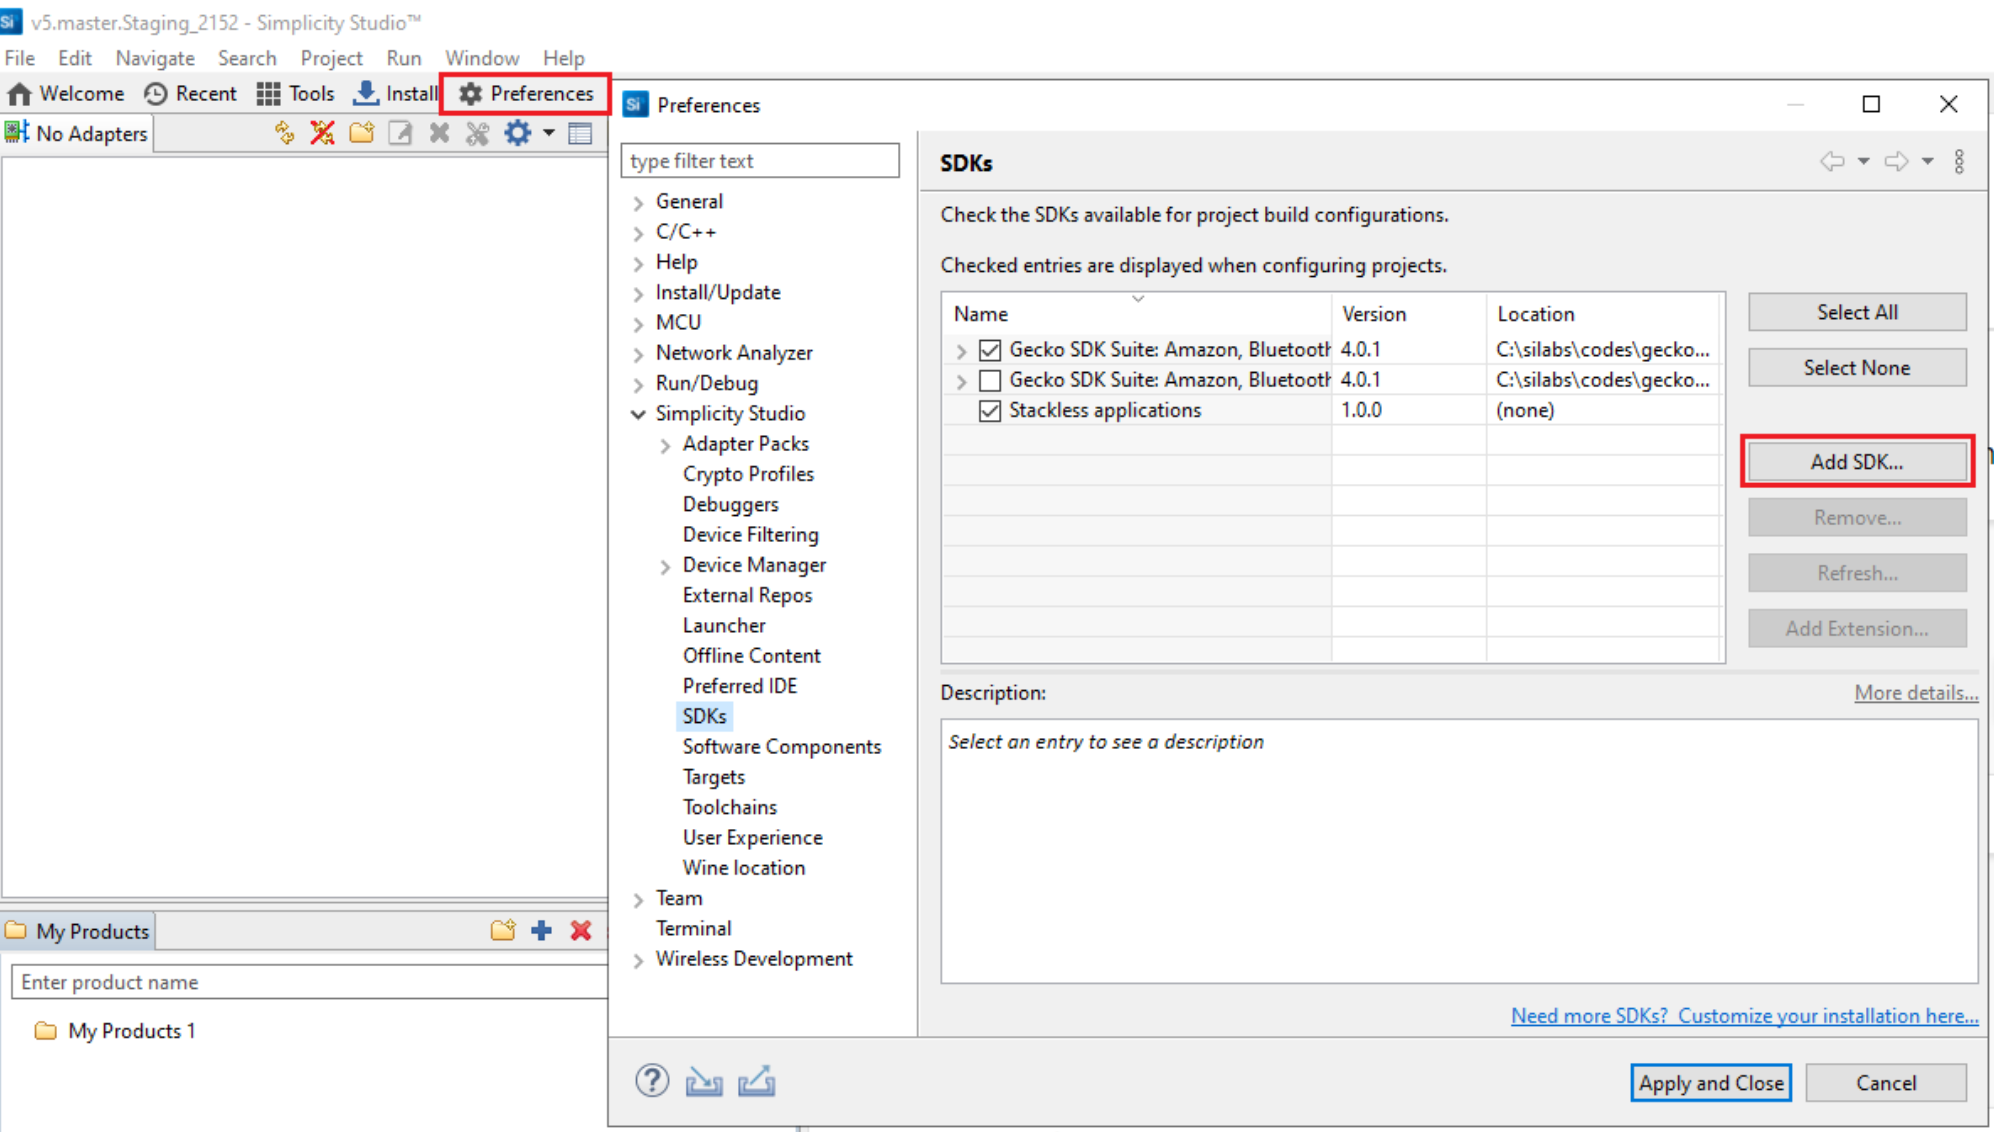 Si v5.master.Staging_2152 - Simplicity Studio™
File Edit Navigate Search Project Run Window Help
Welcome Recent Tools Install Preferences
No Adapters
My Products
Enter product name
My Products 1
Si Preferences
type filter text
General
C/C++
Help
Install/Update
MCU
Network Analyzer
Run/Debug
Simplicity Studio
Adapter Packs
Crypto Profiles
Debuggers
Device Filtering
Device Manager
External Repos
Launcher
Offline Content
Preferred IDE
SDKs
Software Components
Targets
Toolchains
User Experience
Wine location
Team
Terminal
Wireless Development
SDKs
Check the SDKs available for project build configurations.
Checked entries are displayed when configuring projects.
Name Version Location
Gecko SDK Suite: Amazon, Bluetooth 4.0.1 C:\silabs\codes\gecko...
Gecko SDK Suite: Amazon, Bluetooth 4.0.1 C:\silabs\codes\gecko...
Stackless applications 1.0.0 (none)
Select All
Select None
Add SDK...
Remove...
Refresh...
Add Extension...
Description: More details...
Select an entry to see a description
Need more SDKs? Customize your installation here...
Apply and Close Cancel